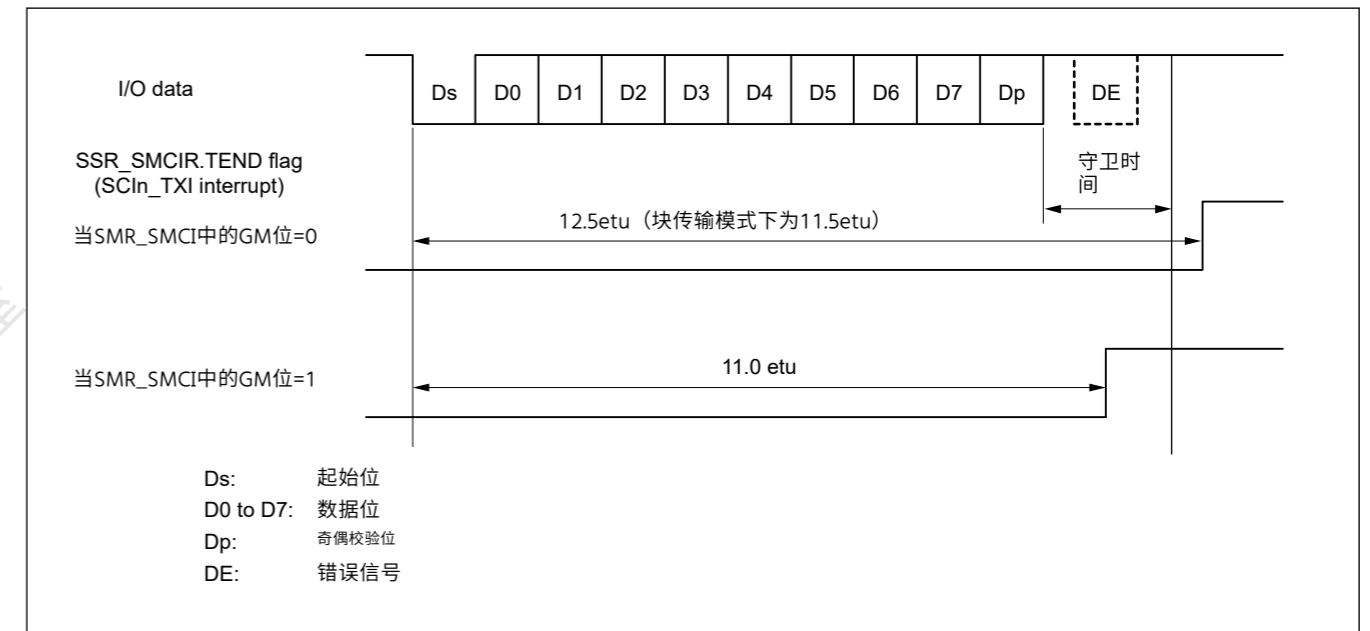 I/O data
Ds D0 D1 D2 D3 D4 D5 D6 D7 Dp DE
SSR_SMCIR.TEND flag
(SCIn_TXI interrupt)
守卫时
间
12.5etu（块传输模式下为11.5etu）
当SMR_SMCI中的GM位=0
11.0 etu
当SMR_SMCI中的GM位=1
Ds: 起始位
D0 to D7: 数据位
Dp: 奇偶校验位
DE: 错误信号